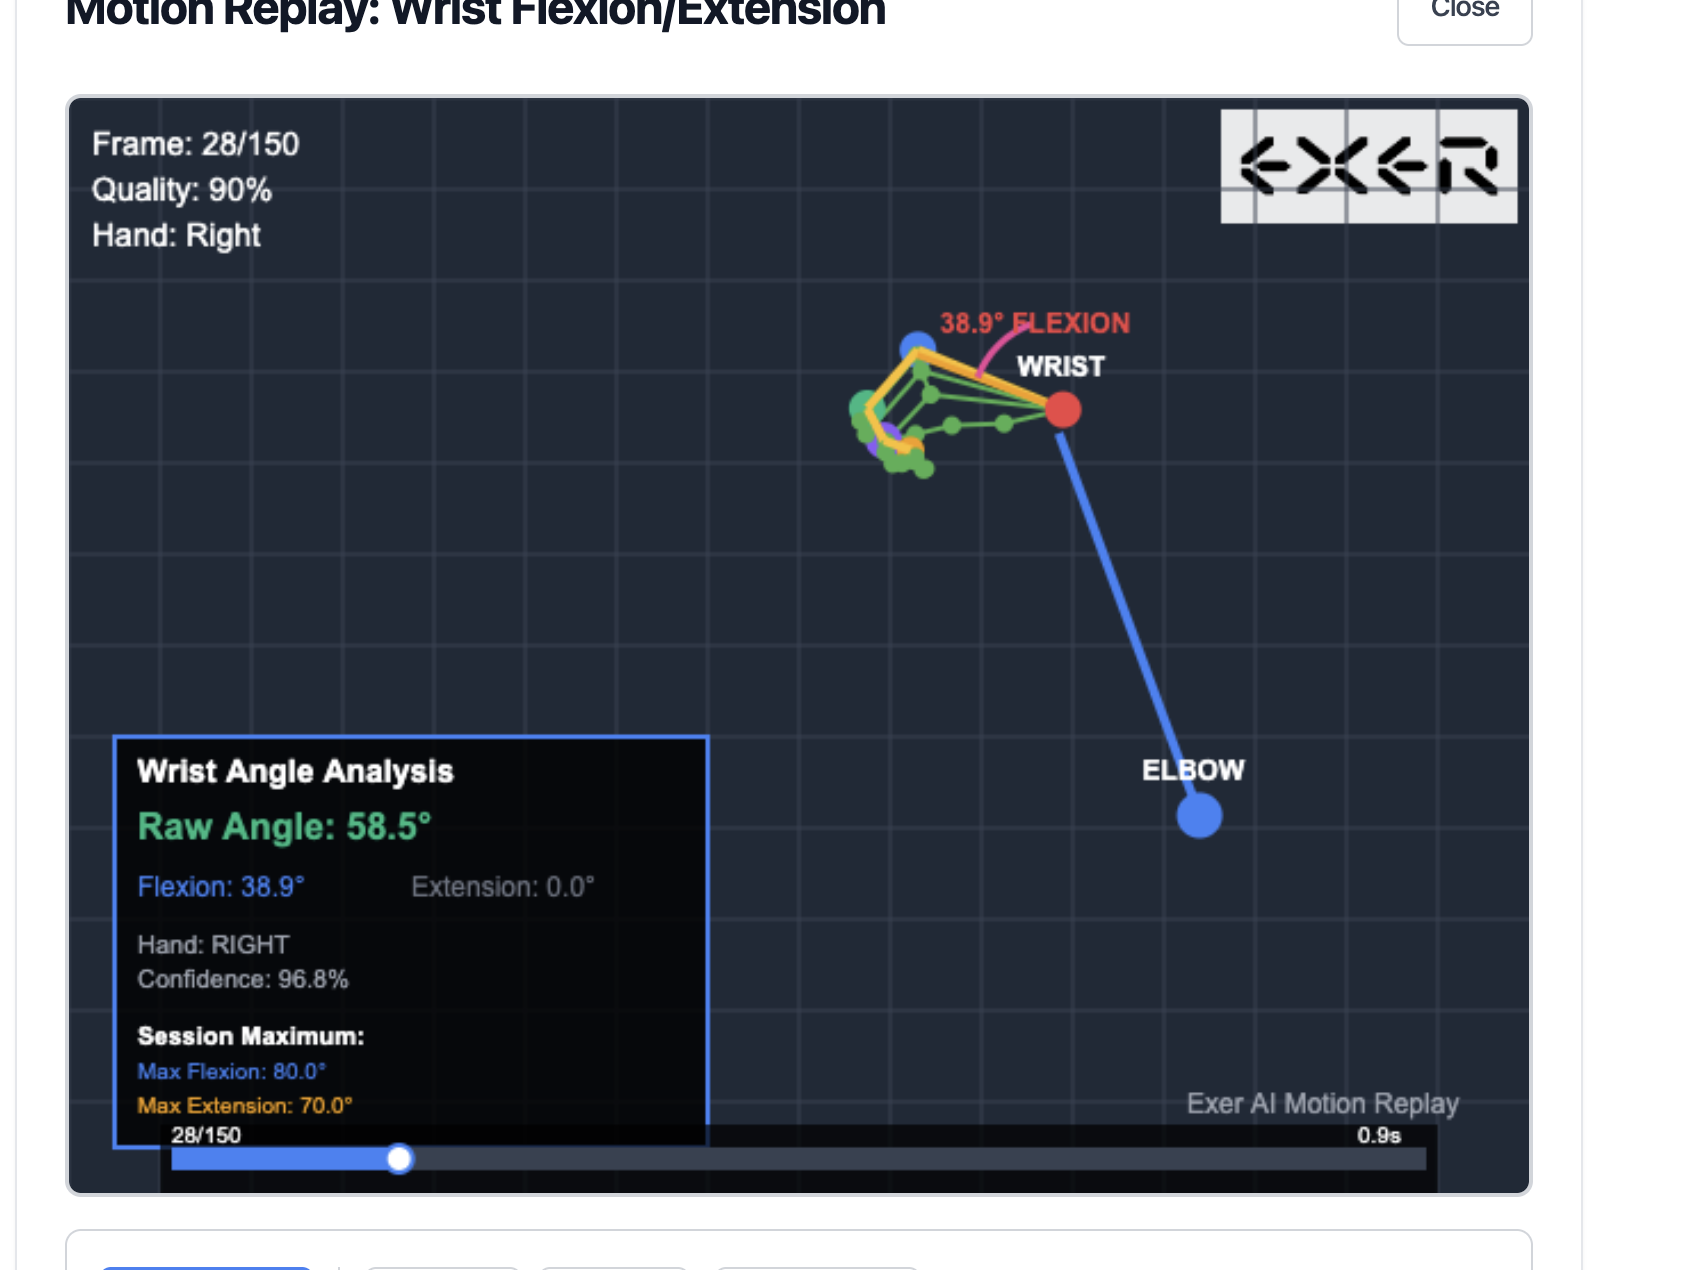 Motion Replay: Wrist Flexion/Extension
Close
Frame: 28/150
Quality: 90%
Hand: Right
EXER
38.9° FLEXION
WRIST
ELBOW
Wrist Angle Analysis
Raw Angle: 58.5°
Flexion: 38.9° Extension: 0.0°
Hand: RIGHT
Confidence: 96.8%
Session Maximum:
Max Flexion: 80.0°
Max Extension: 70.0°
Exer AI Motion Replay
28/150 0.9s